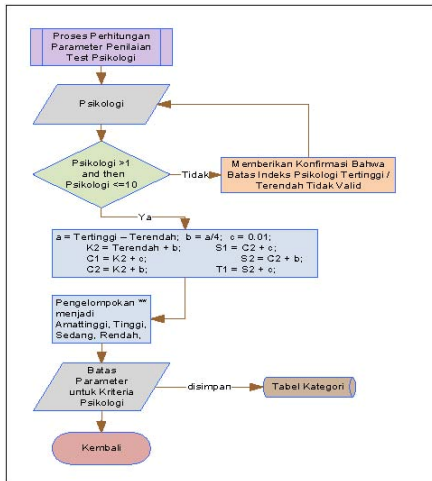 Proses Perhitungan
Parameter Penilaian
Test Psikologi
Psikologi
Psikologi >1
and then
Psikologi <=10
Tidak
Memberikan Konfirmasi Bahwa
Batas Indeks Psikologi Tertinggi /
Terendah Tidak Valid
Ya
a = Tertinggi – Terendah; b = a/4; c = 0.01;
K2 = Terendah + b; S1 = C2 + c;
C1 = K2 + c; S2 = C2 + b;
C2 = K2 + b; T1 = S2 + c;
Pengelompokan **
menjadi
Amattinggi, Tinggi,
Sedang, Rendah,
Batas
Parameter
untuk Kriteria
Psikologi
disimpan
Tabel Kategori
Kembali